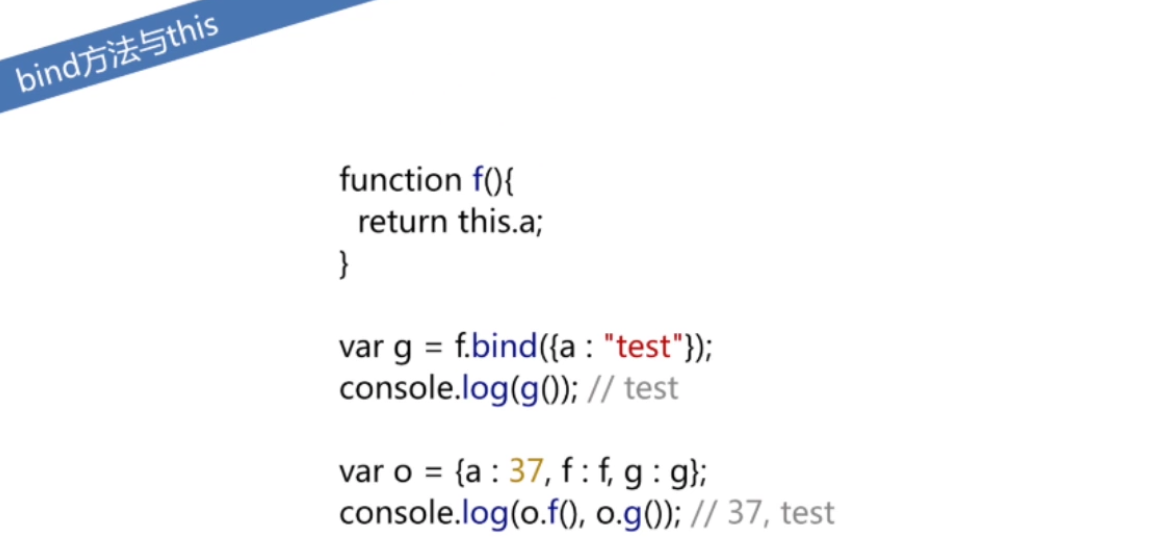 bind方法与this
function f(){
return this.a;
}
var g = f.bind({a : "test"});
console.log(g()); // test
var o = {a : 37, f : f, g : g};
console.log(o.f(), o.g()); // 37, test